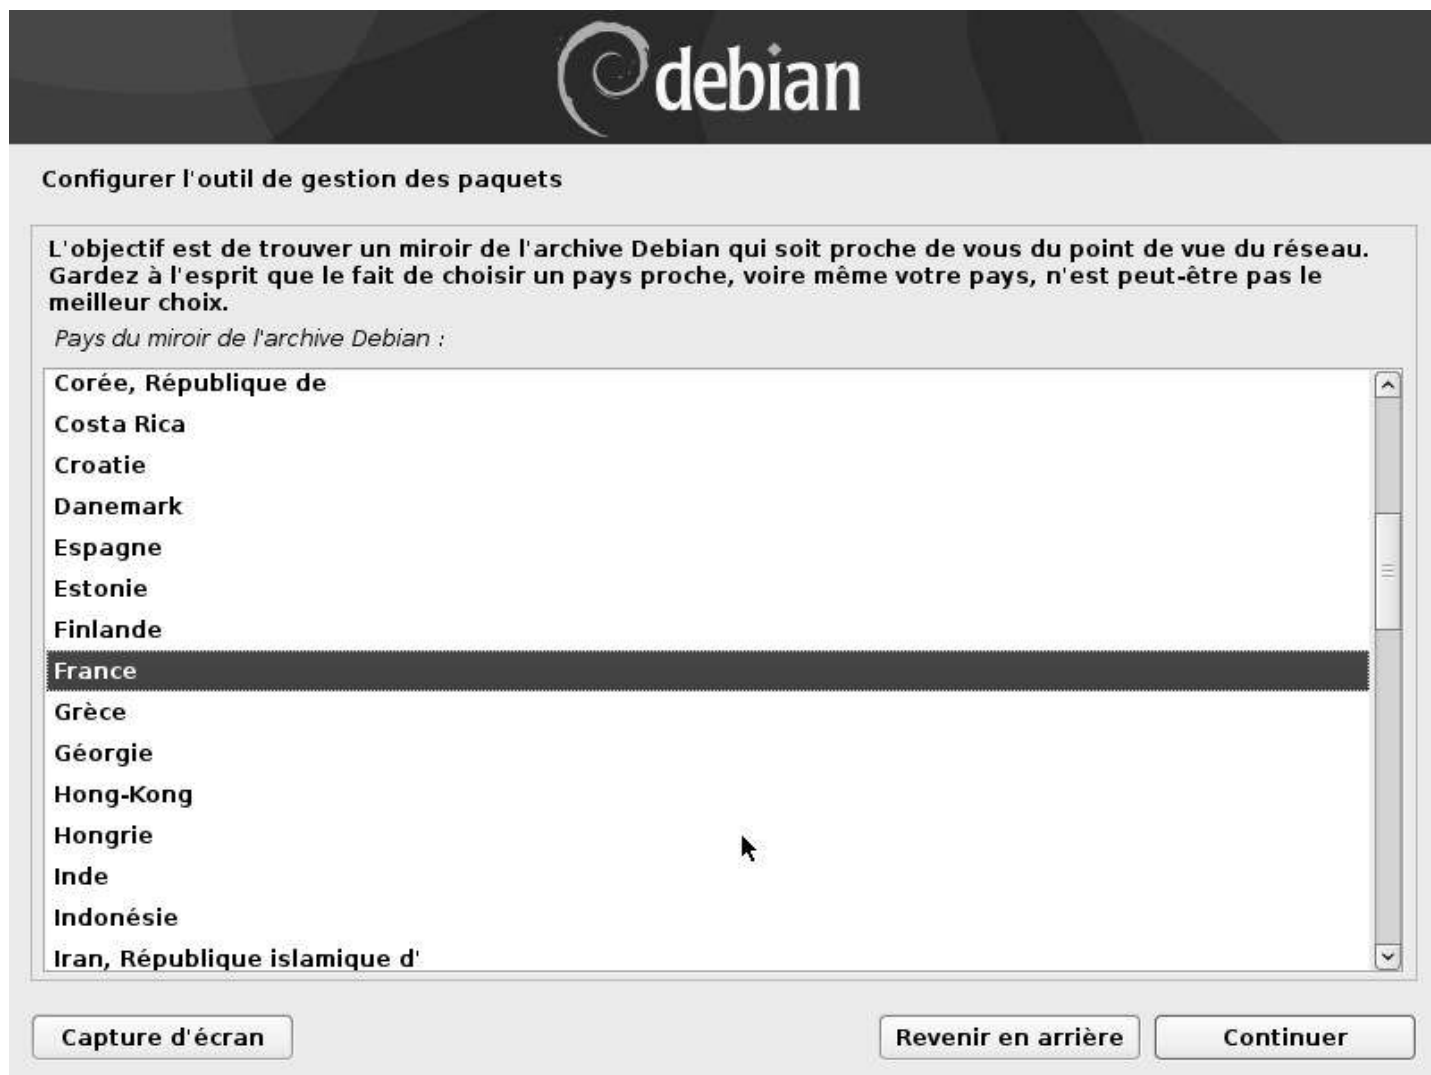 debian
Configurer l'outil de gestion des paquets
L'objectif est de trouver un miroir de l'archive Debian qui soit proche de vous du point de vue du réseau.
Gardez à l'esprit que le fait de choisir un pays proche, voire même votre pays, n'est peut-être pas le
meilleur choix.
Pays du miroir de l'archive Debian :
Corée, République de
Costa Rica
Croatie
Danemark
Espagne
Estonie
Finlande
France
Grèce
Géorgie
Hong-Kong
Hongrie
Inde
Indonésie
Iran, République islamique d'
Capture d'écran
Revenir en arrière
Continuer